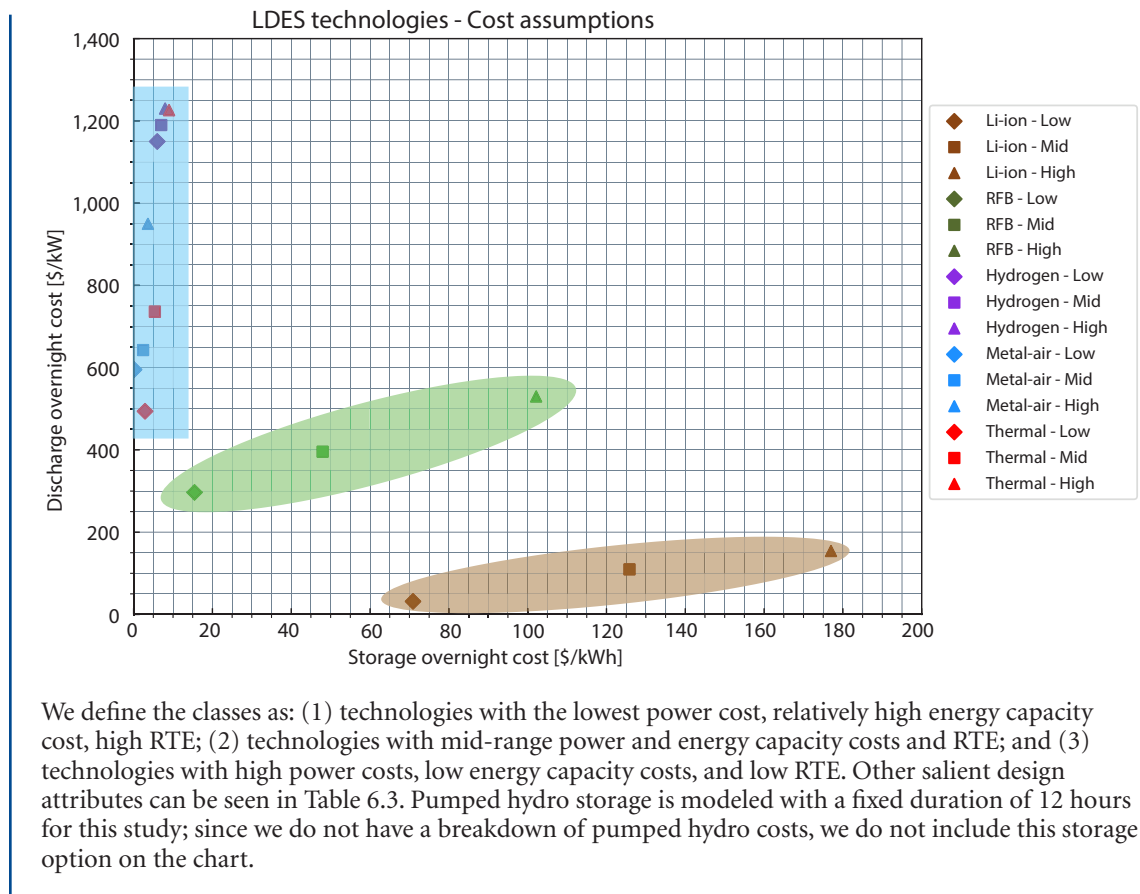 LDES technologies - Cost assumptions
1,400
1,200
1,000
800
600
400
200
0
Discharge overnight cost [$/kW]
0 20 40 60 80 100 120 140 160 180 200
Storage overnight cost [$/kWh]
Li-ion - Low
Li-ion - Mid
Li-ion - High
RFB - Low
RFB - Mid
RFB - High
Hydrogen - Low
Hydrogen - Mid
Hydrogen - High
Metal-air - Low
Metal-air - Mid
Metal-air - High
Thermal - Low
Thermal - Mid
Thermal - High
We define the classes as: (1) technologies with the lowest power cost, relatively high energy capacity
cost, high RTE; (2) technologies with mid-range power and energy capacity costs and RTE; and (3)
technologies with high power costs, low energy capacity costs, and low RTE. Other salient design
attributes can be seen in Table 6.3. Pumped hydro storage is modeled with a fixed duration of 12 hours
for this study; since we do not have a breakdown of pumped hydro costs, we do not include this storage
option on the chart.